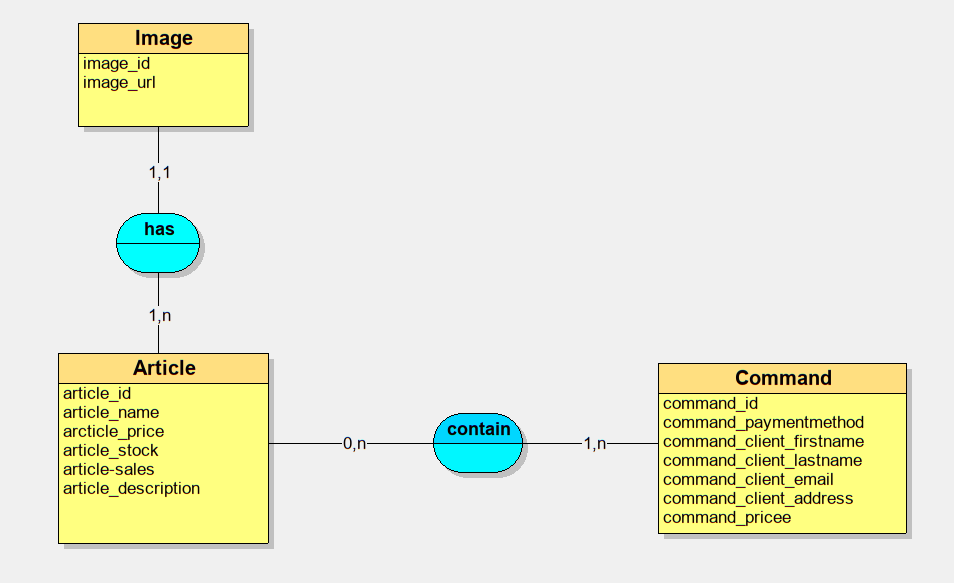 Image
image_id
image_url
1,1
has
1,n
Article
article_id
article_name
arcticle_price
article_stock
article-sales
article_description
0,n
contain
1,n
Command
command_id
command_paymentmethod
command_client_firstname
command_client_lastname
command_client_email
command_client_address
command_pricee